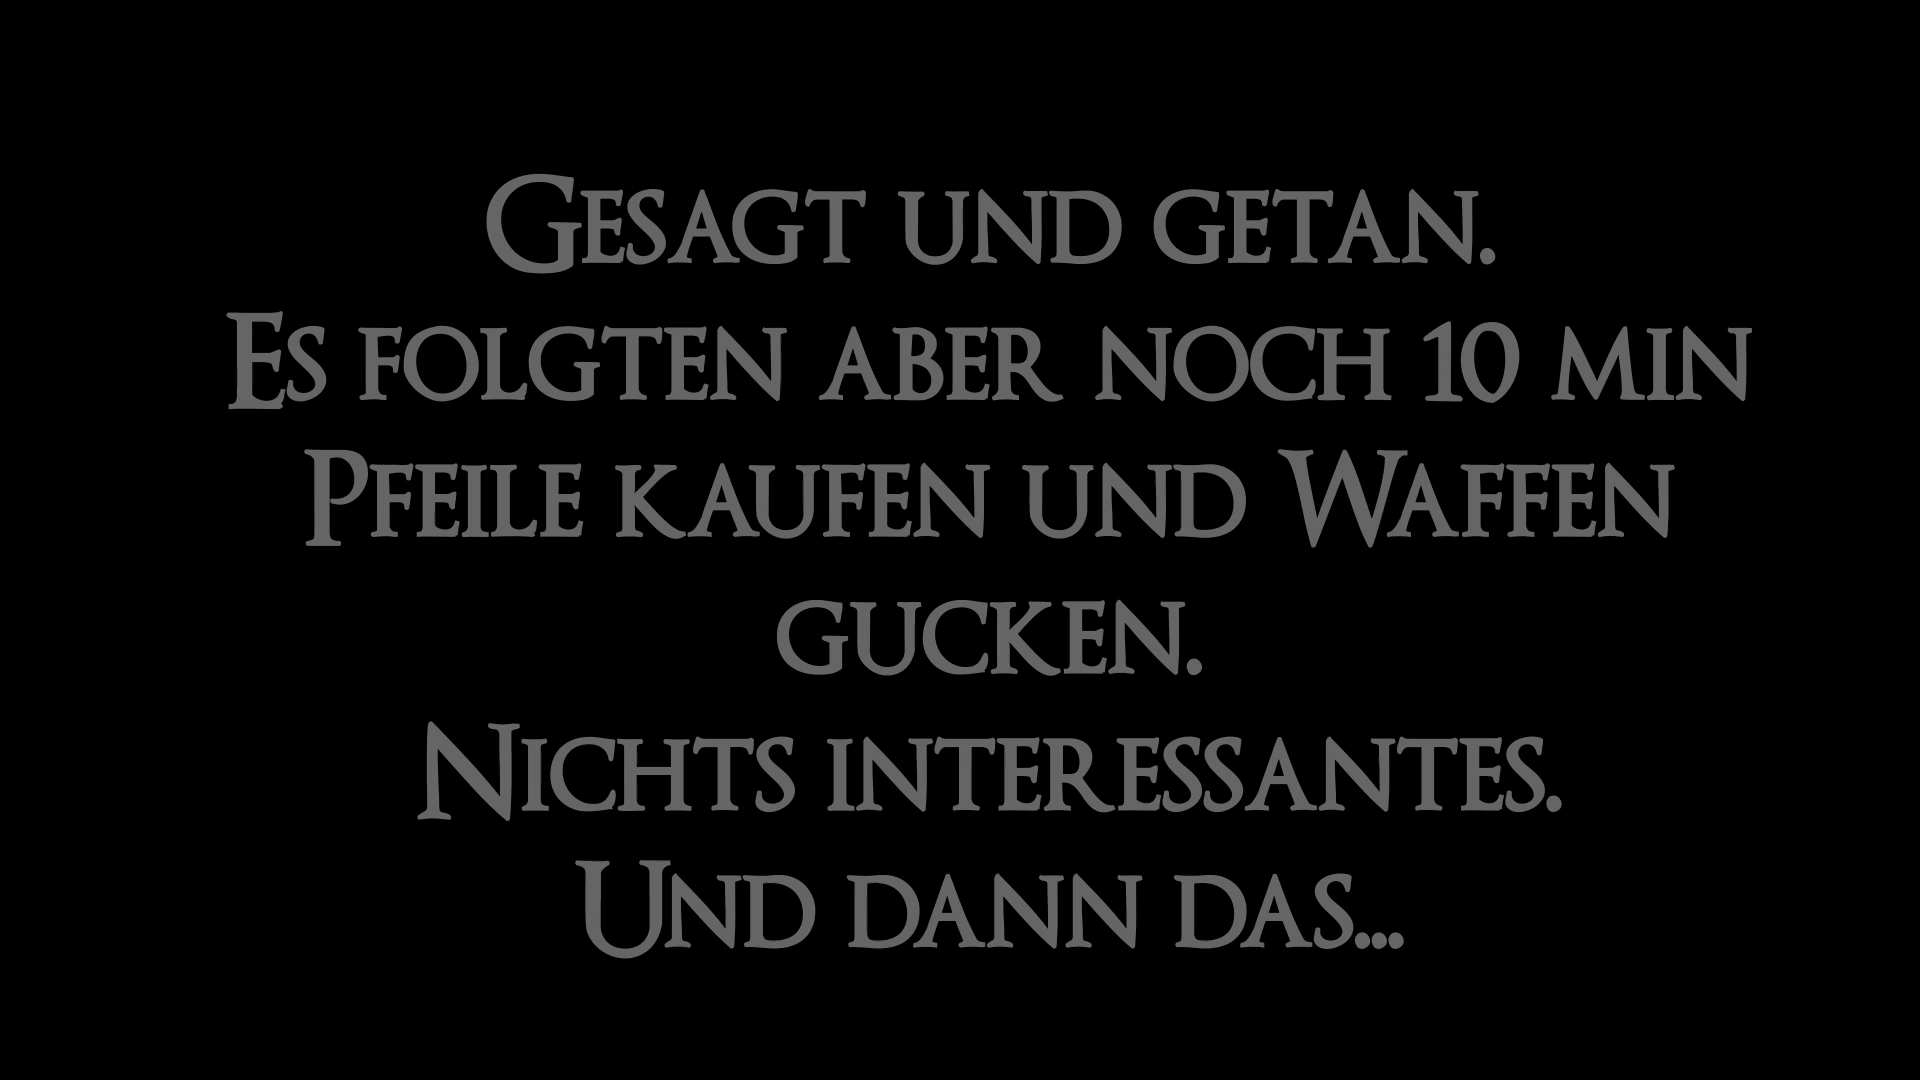 Gesagt und getan.
Es folgten aber noch 10 min
Pfeile kaufen und Waffen
gucken.
Nichts interessantes.
Und dann das...